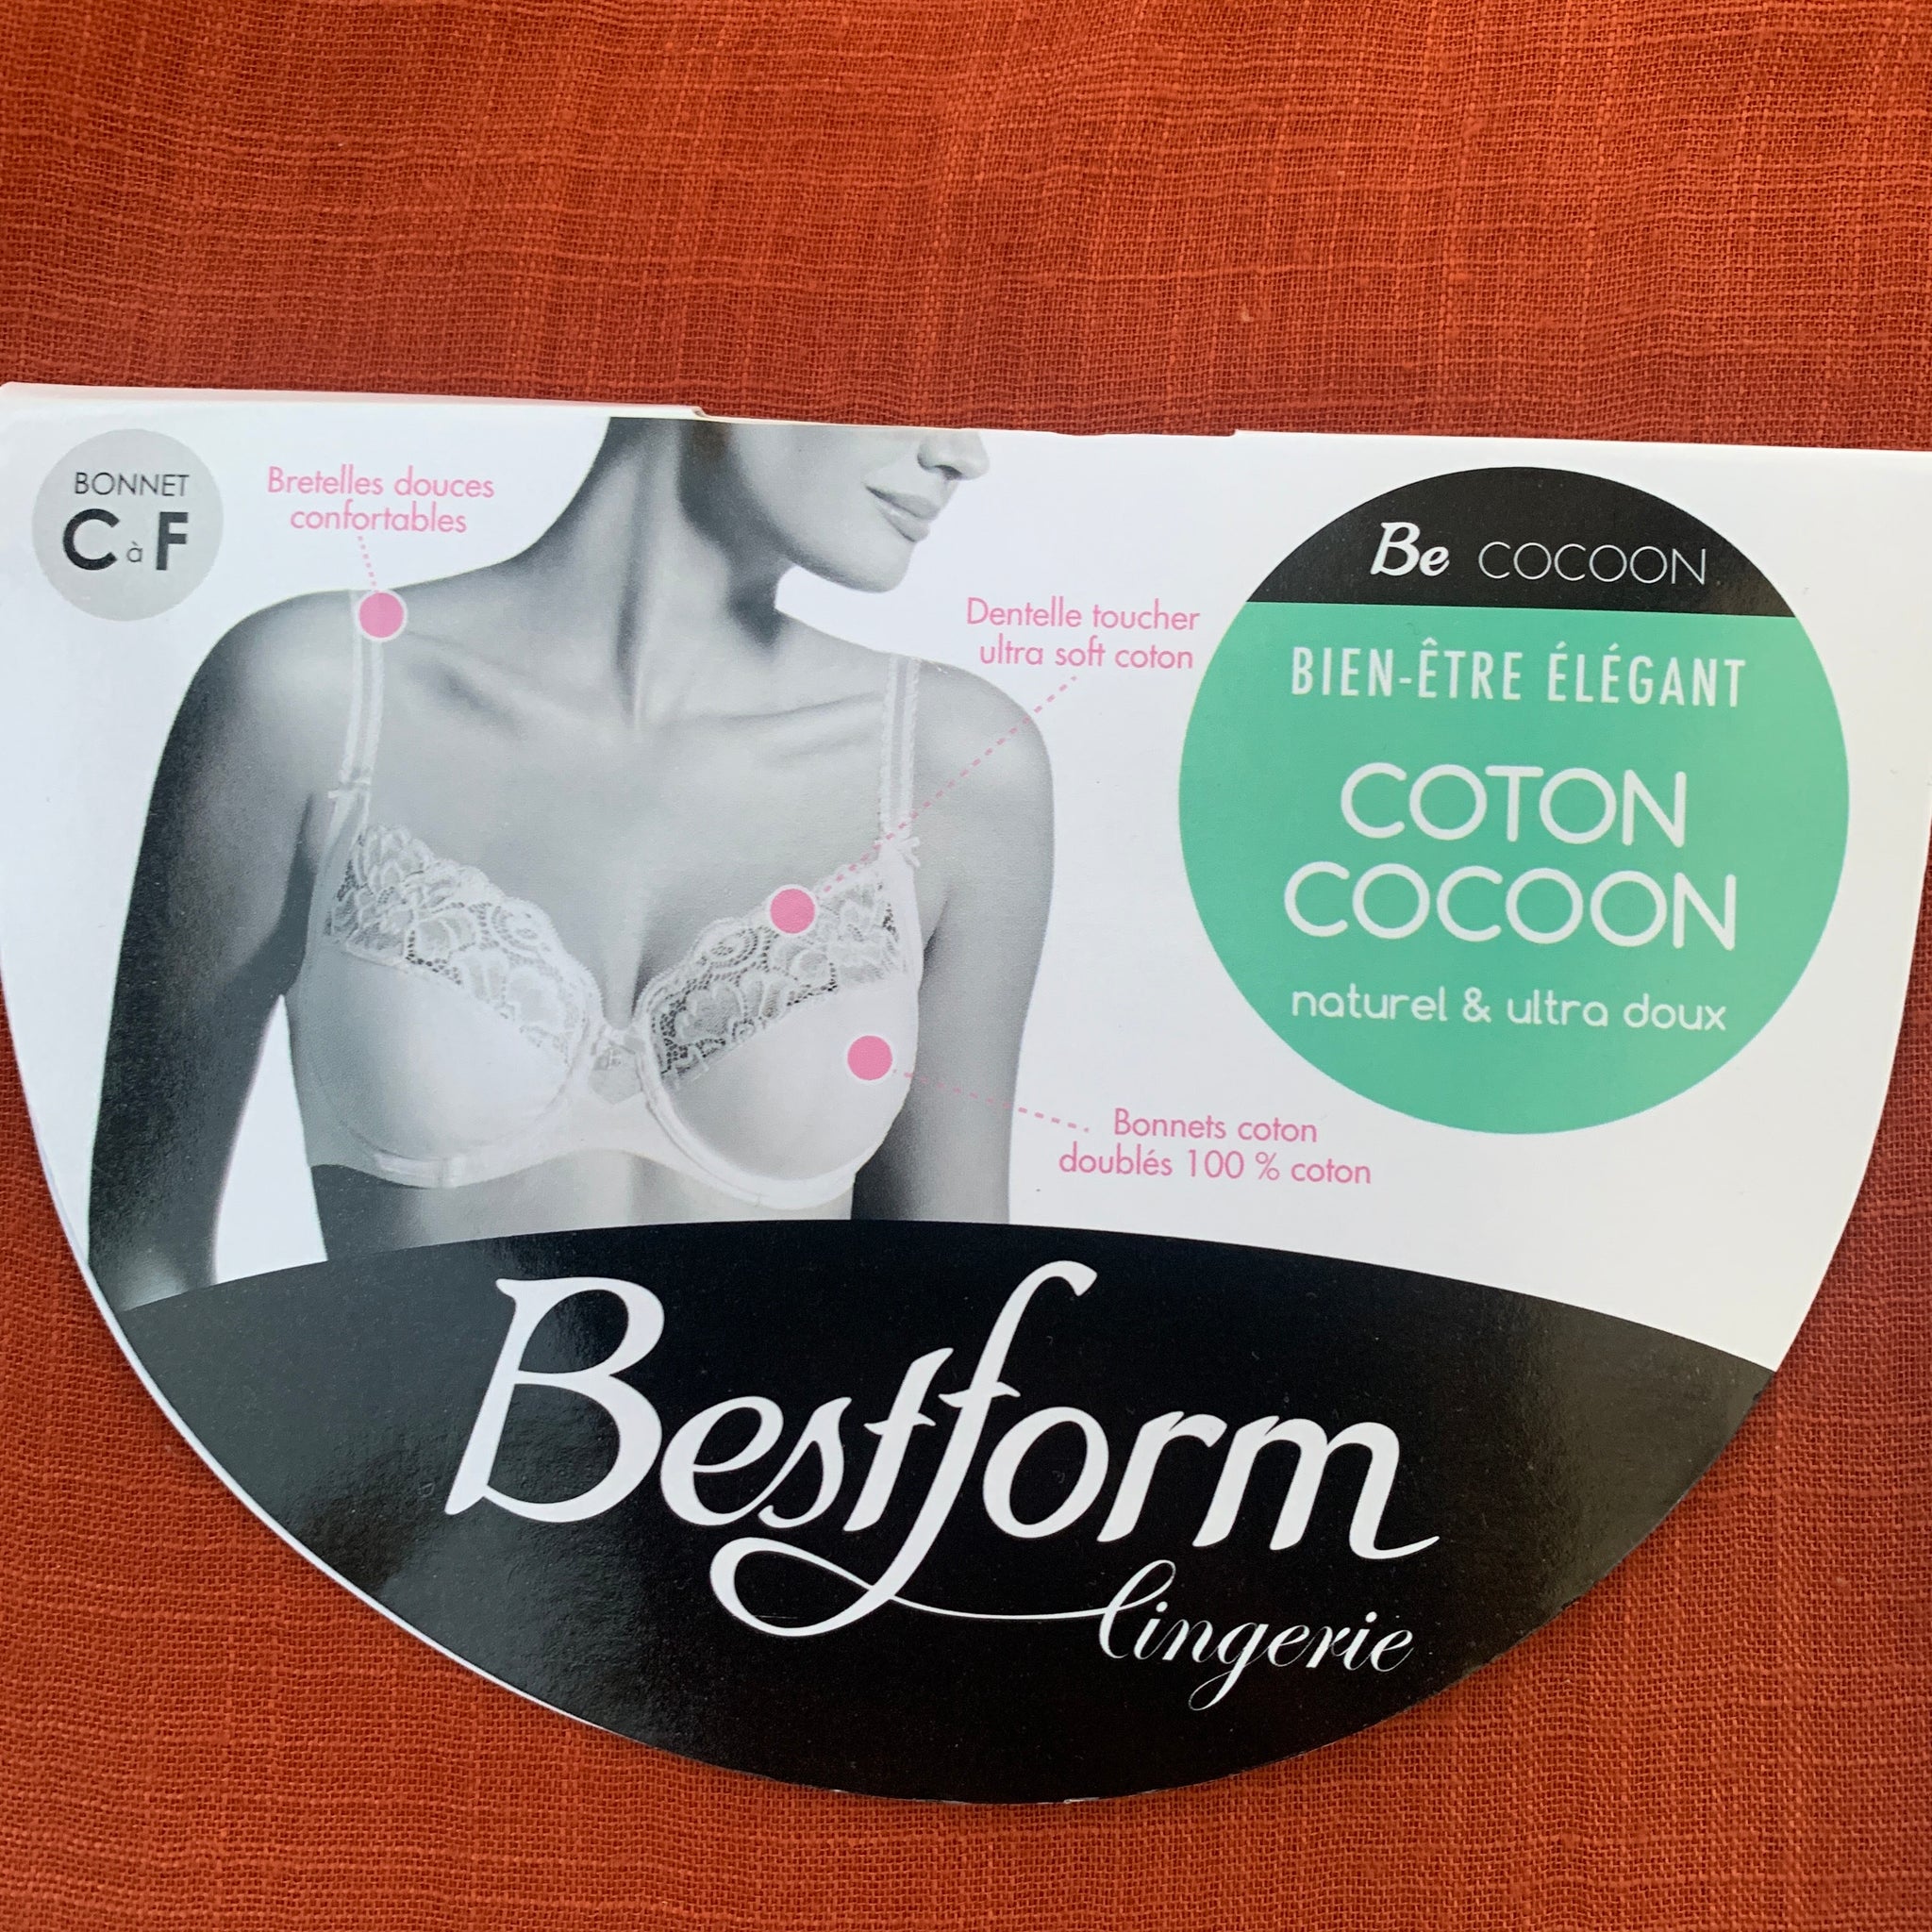 BONNET
C à F
Bretelles douces
confortables
Dentelle toucher
ultra soft coton
Bonnets coton
doublés 100 % coton
Be COCOON
BIEN-ÊTRE ÉLÉGANT
COTON
COCOON
naturel & ultra doux
Bestform
lingerie